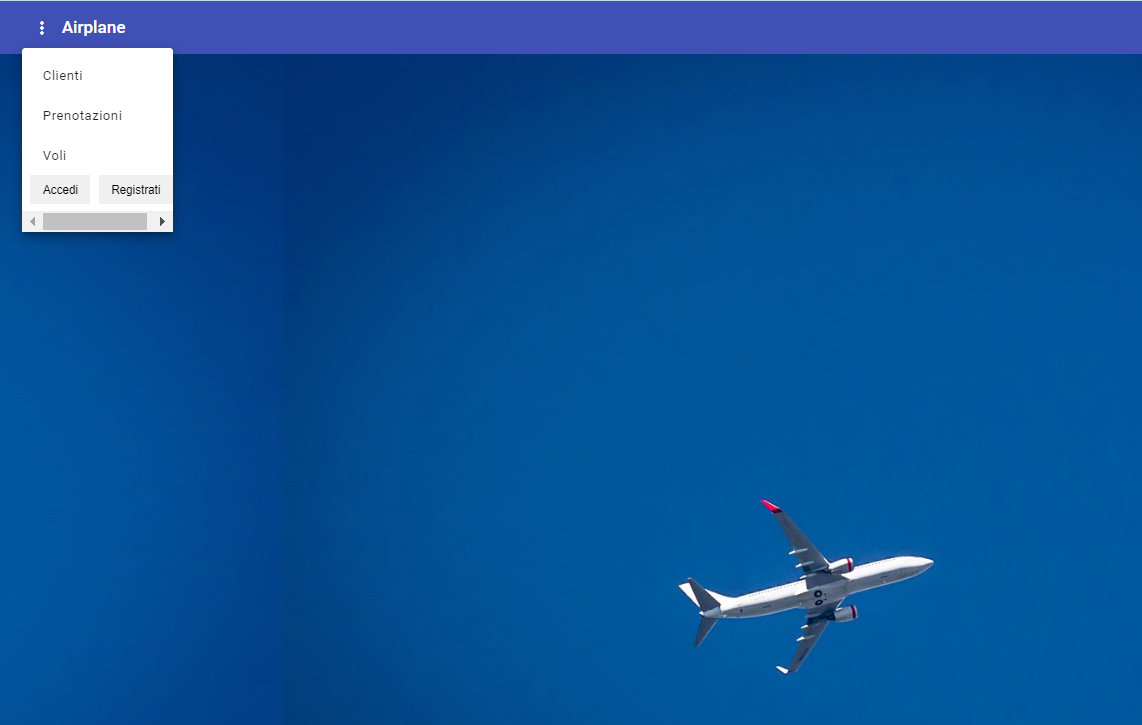 Airplane
Clienti
Prenotazioni
Voli
Accedi Registrati